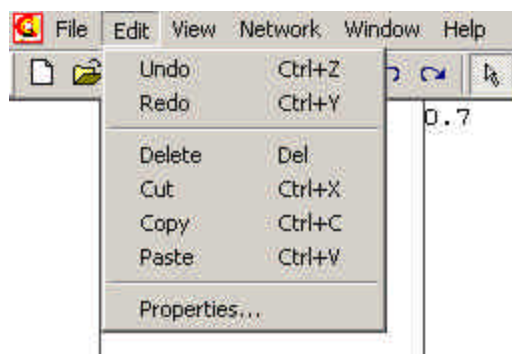 File Edit View Network Window Help
Undo Ctrl+Z
Redo Ctrl+Y
0.7
Delete Del
Cut Ctrl+X
Copy Ctrl+C
Paste Ctrl+V
Properties...